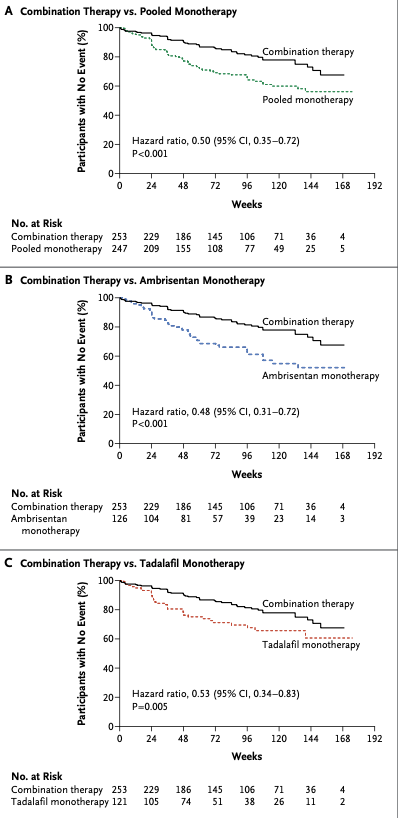 A Combination Therapy vs. Pooled Monotherapy
Participants with No Event (%)
100
80
60
40
20
0
Combination therapy
Pooled monotherapy
Hazard ratio, 0.50 (95% CI, 0.35–0.72)
P<0.001
0 24 48 72 96 120 144 168 192
Weeks
No. at Risk
Combination therapy 253 229 186 145 106 71 36 4
Pooled monotherapy 247 209 155 108 77 49 25 5
B Combination Therapy vs. Ambrisentan Monotherapy
Participants with No Event (%)
100
80
60
40
20
0
Combination therapy
Ambrisentan monotherapy
Hazard ratio, 0.48 (95% CI, 0.31–0.72)
P<0.001
0 24 48 72 96 120 144 168 192
Weeks
No. at Risk
Combination therapy 253 229 186 145 106 71 36 4
Ambrisentan 126 104 81 57 39 23 14 3
monotherapy
C Combination Therapy vs. Tadalafil Monotherapy
Participants with No Event (%)
100
80
60
40
20
0
Combination therapy
Tadalafil monotherapy
Hazard ratio, 0.53 (95% CI, 0.34–0.83)
P=0.005
0 24 48 72 96 120 144 168 192
Weeks
No. at Risk
Combination therapy 253 229 186 145 106 71 36 4
Tadalafil monotherapy 121 105 74 51 38 26 11 2